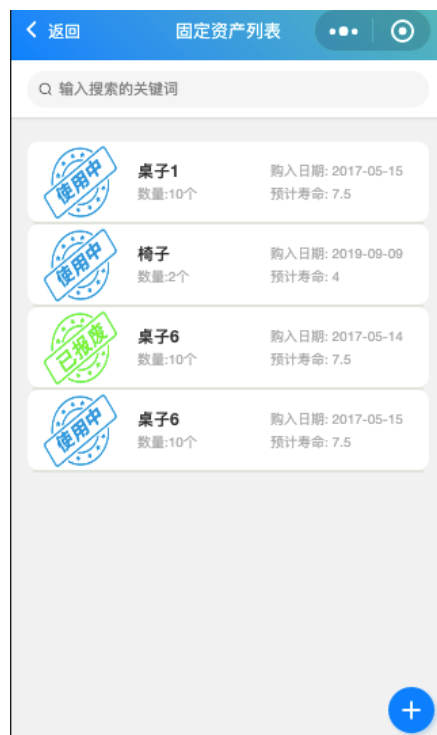 返回
固定资产列表
输入搜索的关键词
使用中
桌子1
购入日期: 2017-05-15
数量:10个
预计寿命: 7.5
使用中
椅子
购入日期: 2019-09-09
数量:2个
预计寿命: 4
已报废
桌子6
购入日期: 2017-05-14
数量:10个
预计寿命: 7.5
使用中
桌子6
购入日期: 2017-05-15
数量:10个
预计寿命: 7.5